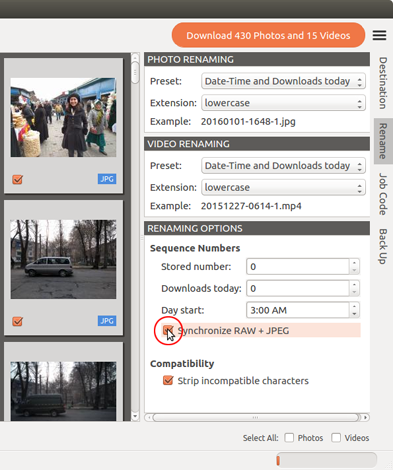 Download 430 Photos and 15 Videos
PHOTO RENAMING
Preset: Date-Time and Downloads today
Extension: lowercase
Example: 20160101-1648-1.jpg
VIDEO RENAMING
Preset: Date-Time and Downloads today
Extension: lowercase
Example: 20151227-0614-1.mp4
RENAMING OPTIONS
Sequence Numbers
Stored number: 0
Downloads today: 0
Day start: 3:00 AM
Synchronize RAW + JPEG
Compatibility
Strip incompatible characters
JPG
JPG
Destination
Rename
Job Code
Back Up
Select All: Photos Videos